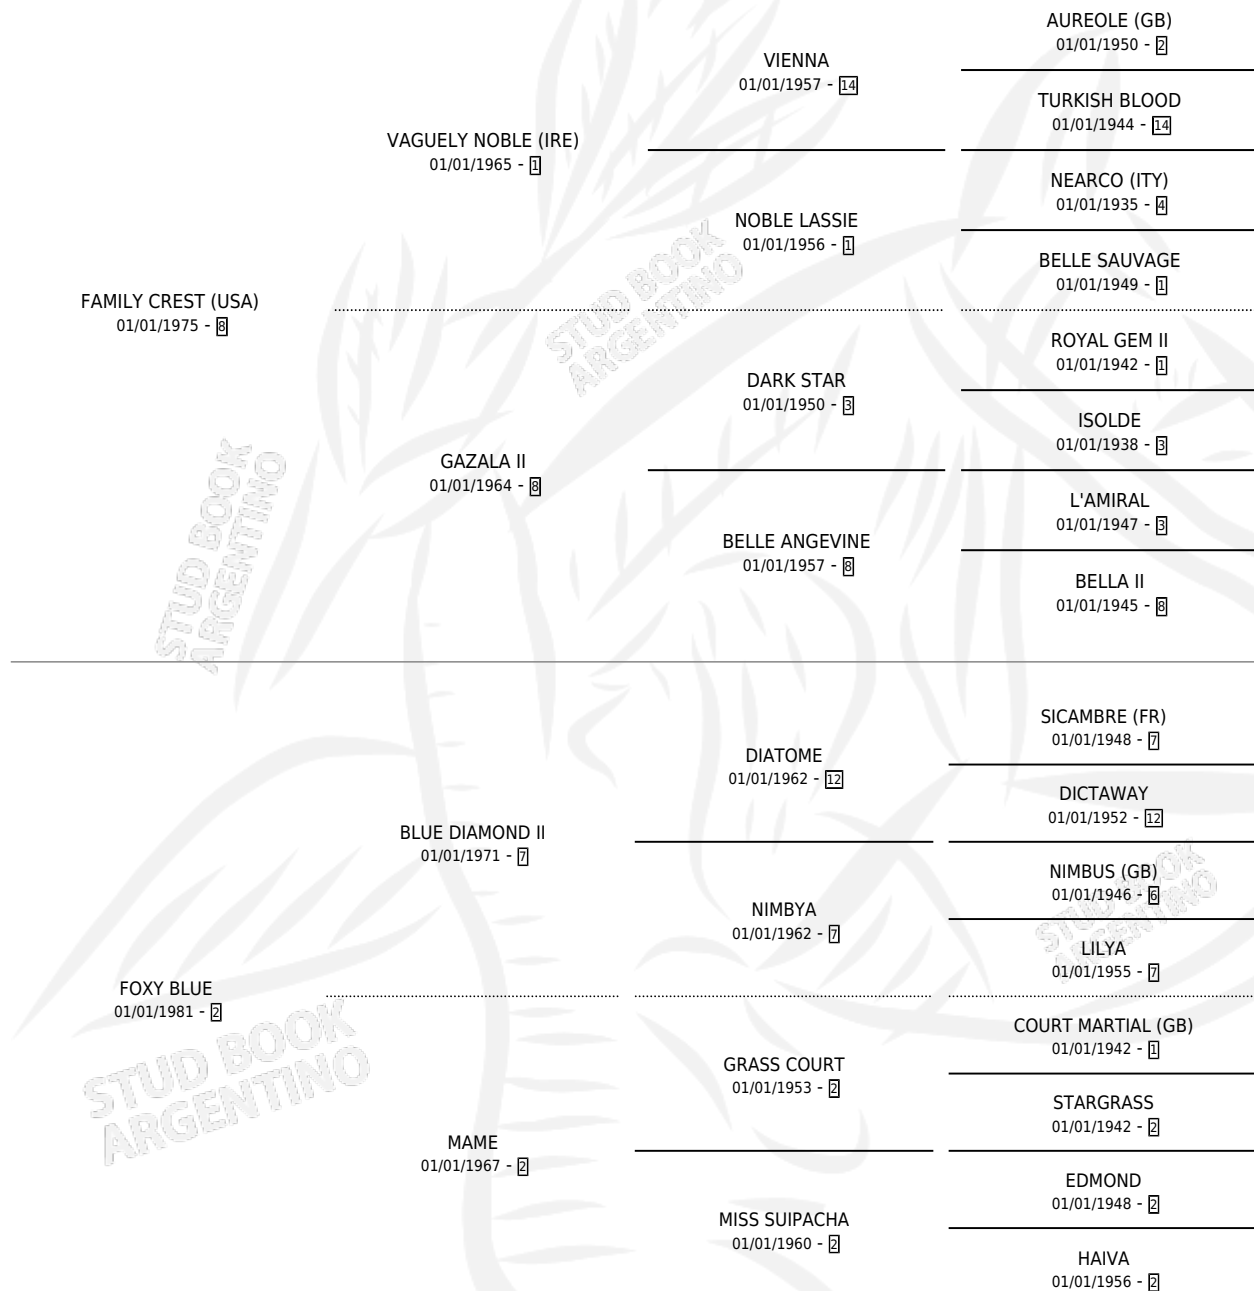 AUREOLE (GB)
01/01/1950 - 2
VIENNA
01/01/1957 - 14
TURKISH BLOOD
01/01/1944 - 14
VAGUELY NOBLE (IRE)
01/01/1965 - 1
NEARCO (ITY)
01/01/1935 - 4
NOBLE LASSIE
01/01/1956 - 1
BELLE SAUVAGE
01/01/1949 - 1
FAMILY CREST (USA)
01/01/1975 - 8
ROYAL GEM II
01/01/1942 - 1
DARK STAR
01/01/1950 - 3
ISOLDE
01/01/1938 - 3
GAZALA II
01/01/1964 - 8
L'AMIRAL
01/01/1947 - 3
BELLE ANGEVINE
01/01/1957 - 8
BELLA II
01/01/1945 - 8
SICAMBRE (FR)
01/01/1948 - 7
DIATOME
01/01/1962 - 12
DICTAWAY
01/01/1952 - 12
BLUE DIAMOND II
01/01/1971 - 7
NIMBUS (GB)
01/01/1946 - 6
NIMBYA
01/01/1962 - 7
LILYA
01/01/1955 - 7
FOXY BLUE
01/01/1981 - 2
COURT MARTIAL (GB)
01/01/1942 - 1
GRASS COURT
01/01/1953 - 2
STARGRASS
01/01/1942 - 2
MAME
01/01/1967 - 2
EDMOND
01/01/1948 - 2
MISS SUIPACHA
01/01/1960 - 2
HAIVA
01/01/1956 - 2
STUD BOOK
ARGENTINO
STUD BOOK
ARGENTINO
STUD BOOK
ARGENTINO
STUD BOOK
ARGENTINO